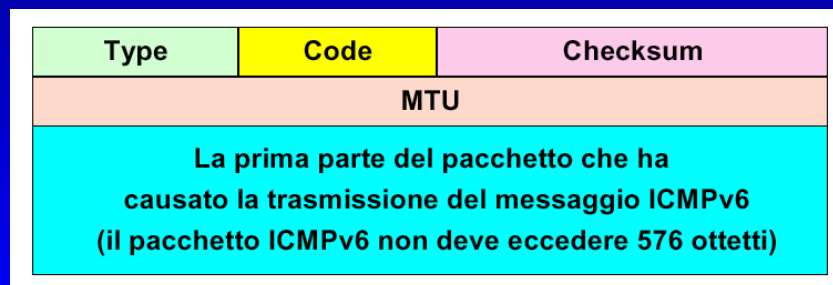 Type Code Checksum
MTU
La prima parte del pacchetto che ha
causato la trasmissione del messaggio ICMPv6
(il pacchetto ICMPv6 non deve eccedere 576 ottetti)